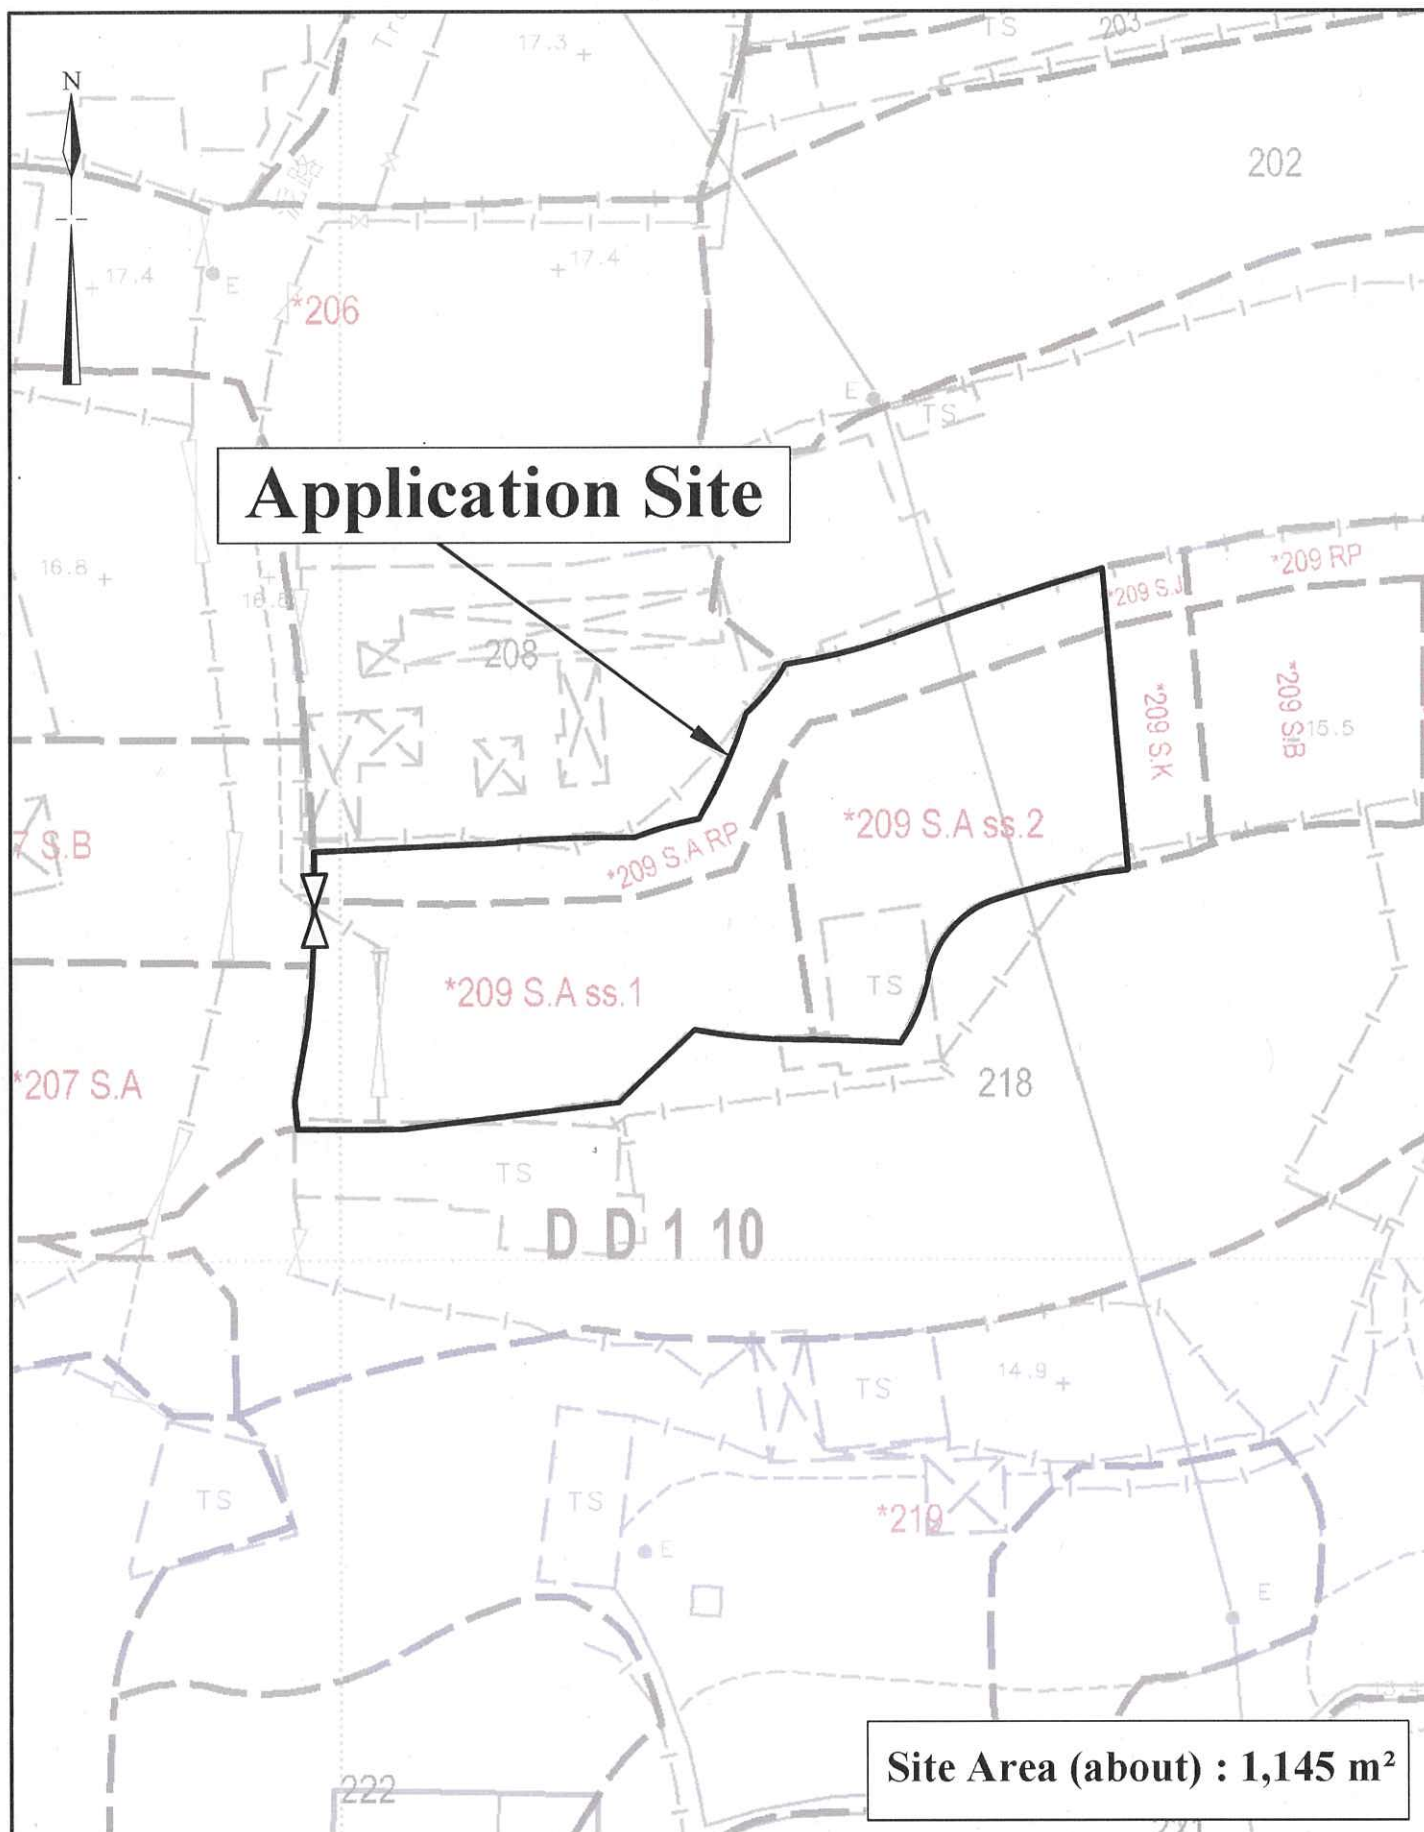 TS
203
17.3
N
202
17.4
17.4
E
*206
E
TS
Application Site
16.8
*209 RP
*209 S.J
208
*209 S.K
*209 S.B
15.5
*209 S.A ss.2
7 S.B
*209 S.A RP
*209 S.A ss.1
TS
*207 S.A
218
TS
D D 1 10
14.9
TS
TS
TS
*219
E
E
Site Area (about) : 1,145 m²
222